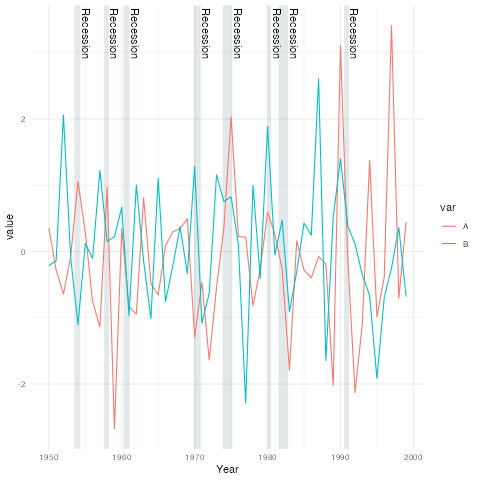 Recession
Recession
Recession
Recession
Recession
Recession
Recession
Recession
2
0
-2
value
1950
1960
1970
1980
1990
2000
Year
var
A
B